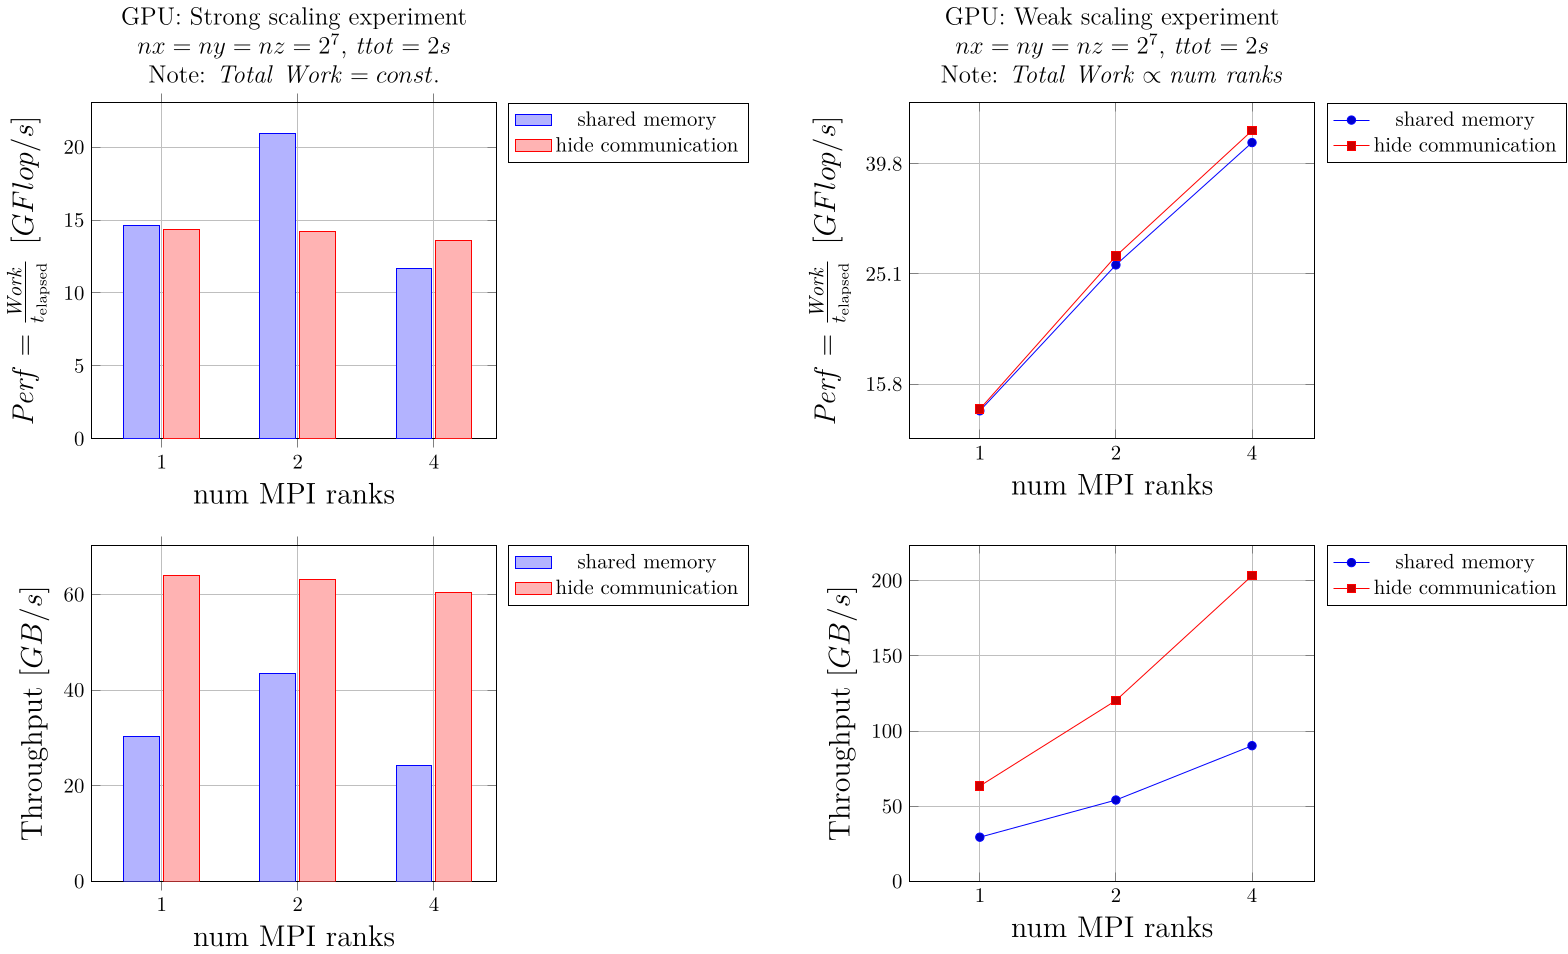 GPU: Strong scaling experiment
nx = ny = nz = 2^7, ttot = 2s
Note: Total Work = const.
Perf = Work/t_elapsed [GFlop/s]
20
15
10
5
0
1 2 4
num MPI ranks
shared memory
hide communication
GPU: Weak scaling experiment
nx = ny = nz = 2^7, ttot = 2s
Note: Total Work ∝ num ranks
Perf = Work/t_elapsed [GFlop/s]
39.8
25.1
15.8
1 2 4
num MPI ranks
shared memory
hide communication
Throughput [GB/s]
60
40
20
0
1 2 4
num MPI ranks
shared memory
hide communication
Throughput [GB/s]
200
150
100
50
0
1 2 4
num MPI ranks
shared memory
hide communication